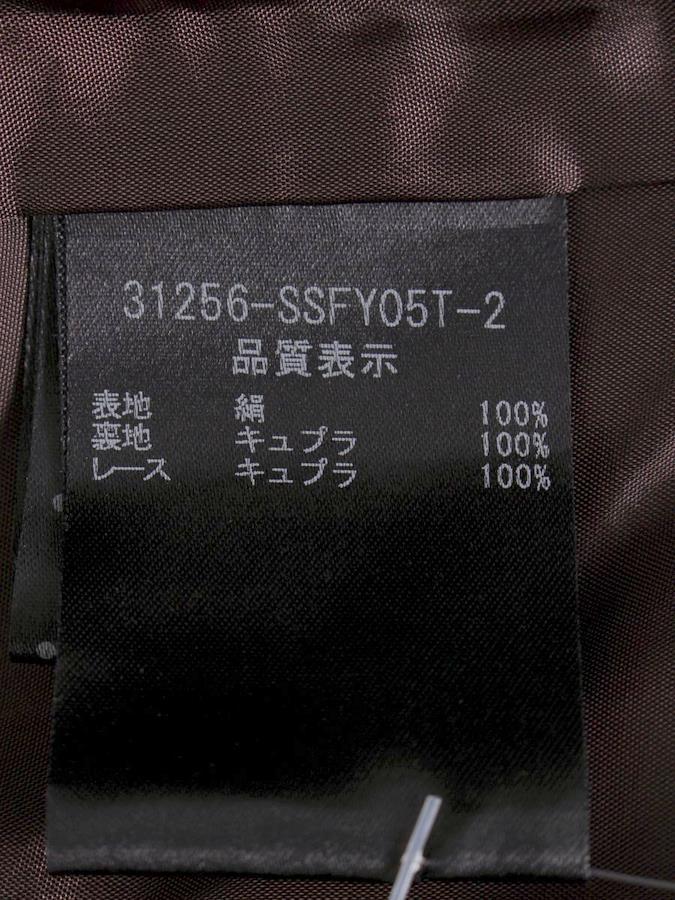 31256-SSFY05T-2
品質表示
表地 絹 100%
裏地 キュプラ 100%
レース キュプラ 100%